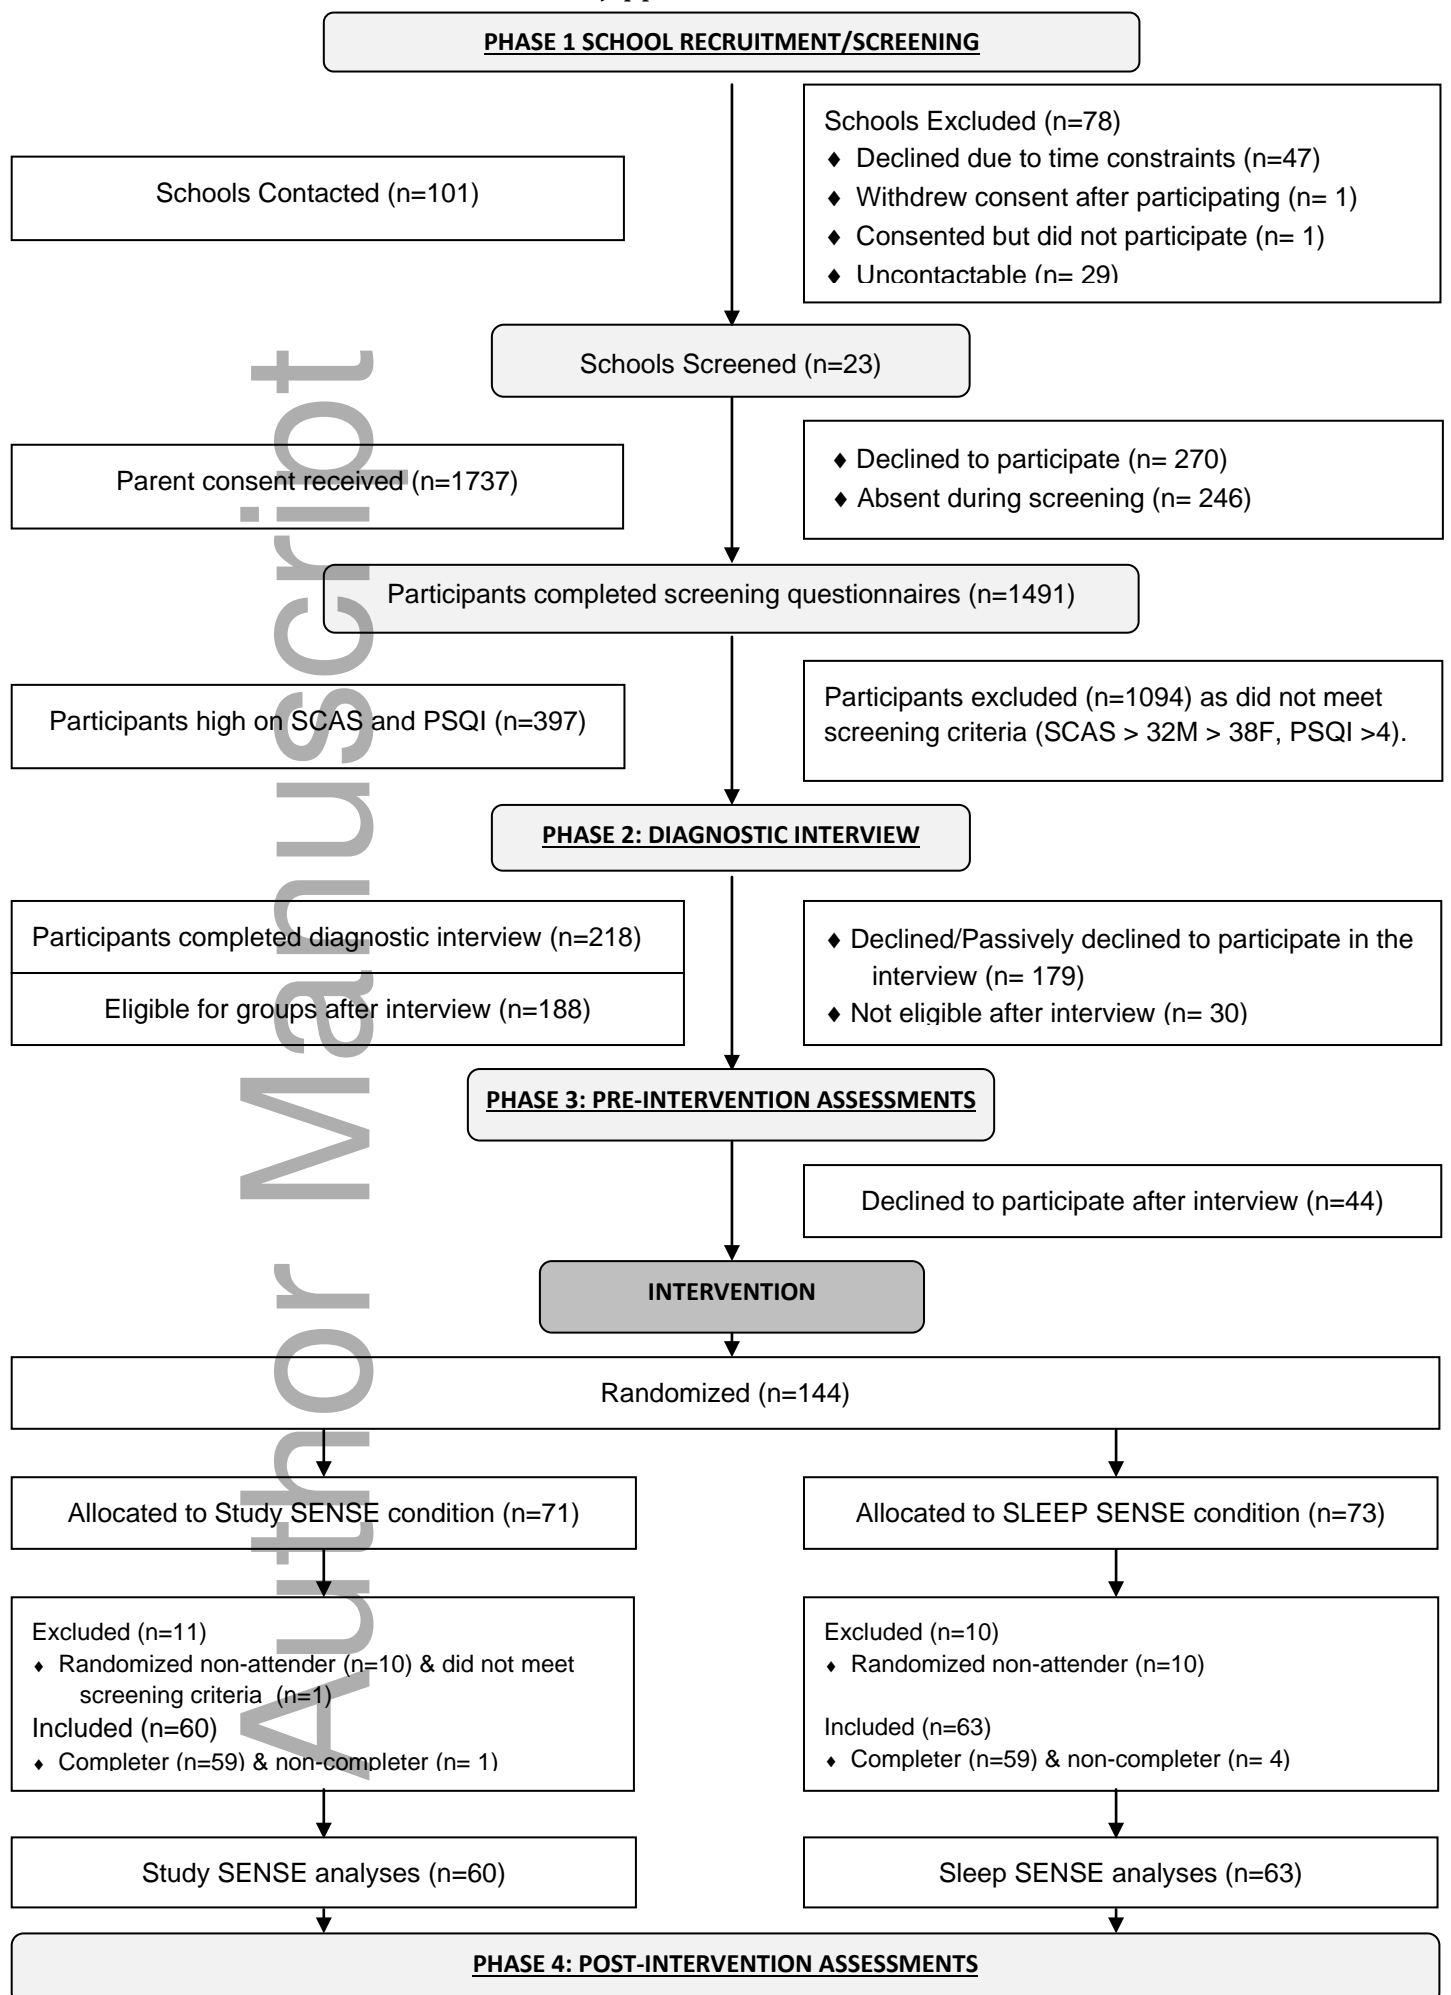 PHASE 1 SCHOOL RECRUITMENT/SCREENING
Schools Contacted (n=101)
Schools Excluded (n=78)
♦ Declined due to time constraints (n=47)
♦ Withdrew consent after participating (n= 1)
♦ Consented but did not participate (n= 1)
♦ Uncontactable (n= 29)
Schools Screened (n=23)
Parent consent received (n=1737)
♦ Declined to participate (n= 270)
♦ Absent during screening (n= 246)
Participants completed screening questionnaires (n=1491)
Participants high on SCAS and PSQI (n=397)
Participants excluded (n=1094) as did not meet
screening criteria (SCAS > 32M > 38F, PSQI >4).
PHASE 2: DIAGNOSTIC INTERVIEW
Participants completed diagnostic interview (n=218)
Eligible for groups after interview (n=188)
♦ Declined/Passively declined to participate in the
interview (n= 179)
♦ Not eligible after interview (n= 30)
PHASE 3: PRE-INTERVENTION ASSESSMENTS
Declined to participate after interview (n=44)
INTERVENTION
Randomized (n=144)
Allocated to Study SENSE condition (n=71)
Allocated to SLEEP SENSE condition (n=73)
Excluded (n=11)
♦ Randomized non-attender (n=10) & did not meet
screening criteria (n=1)
Included (n=60)
♦ Completer (n=59) & non-completer (n= 1)
Excluded (n=10)
♦ Randomized non-attender (n=10)
Included (n=63)
♦ Completer (n=59) & non-completer (n= 4)
Study SENSE analyses (n=60)
Sleep SENSE analyses (n=63)
PHASE 4: POST-INTERVENTION ASSESSMENTS
Author Manuscript